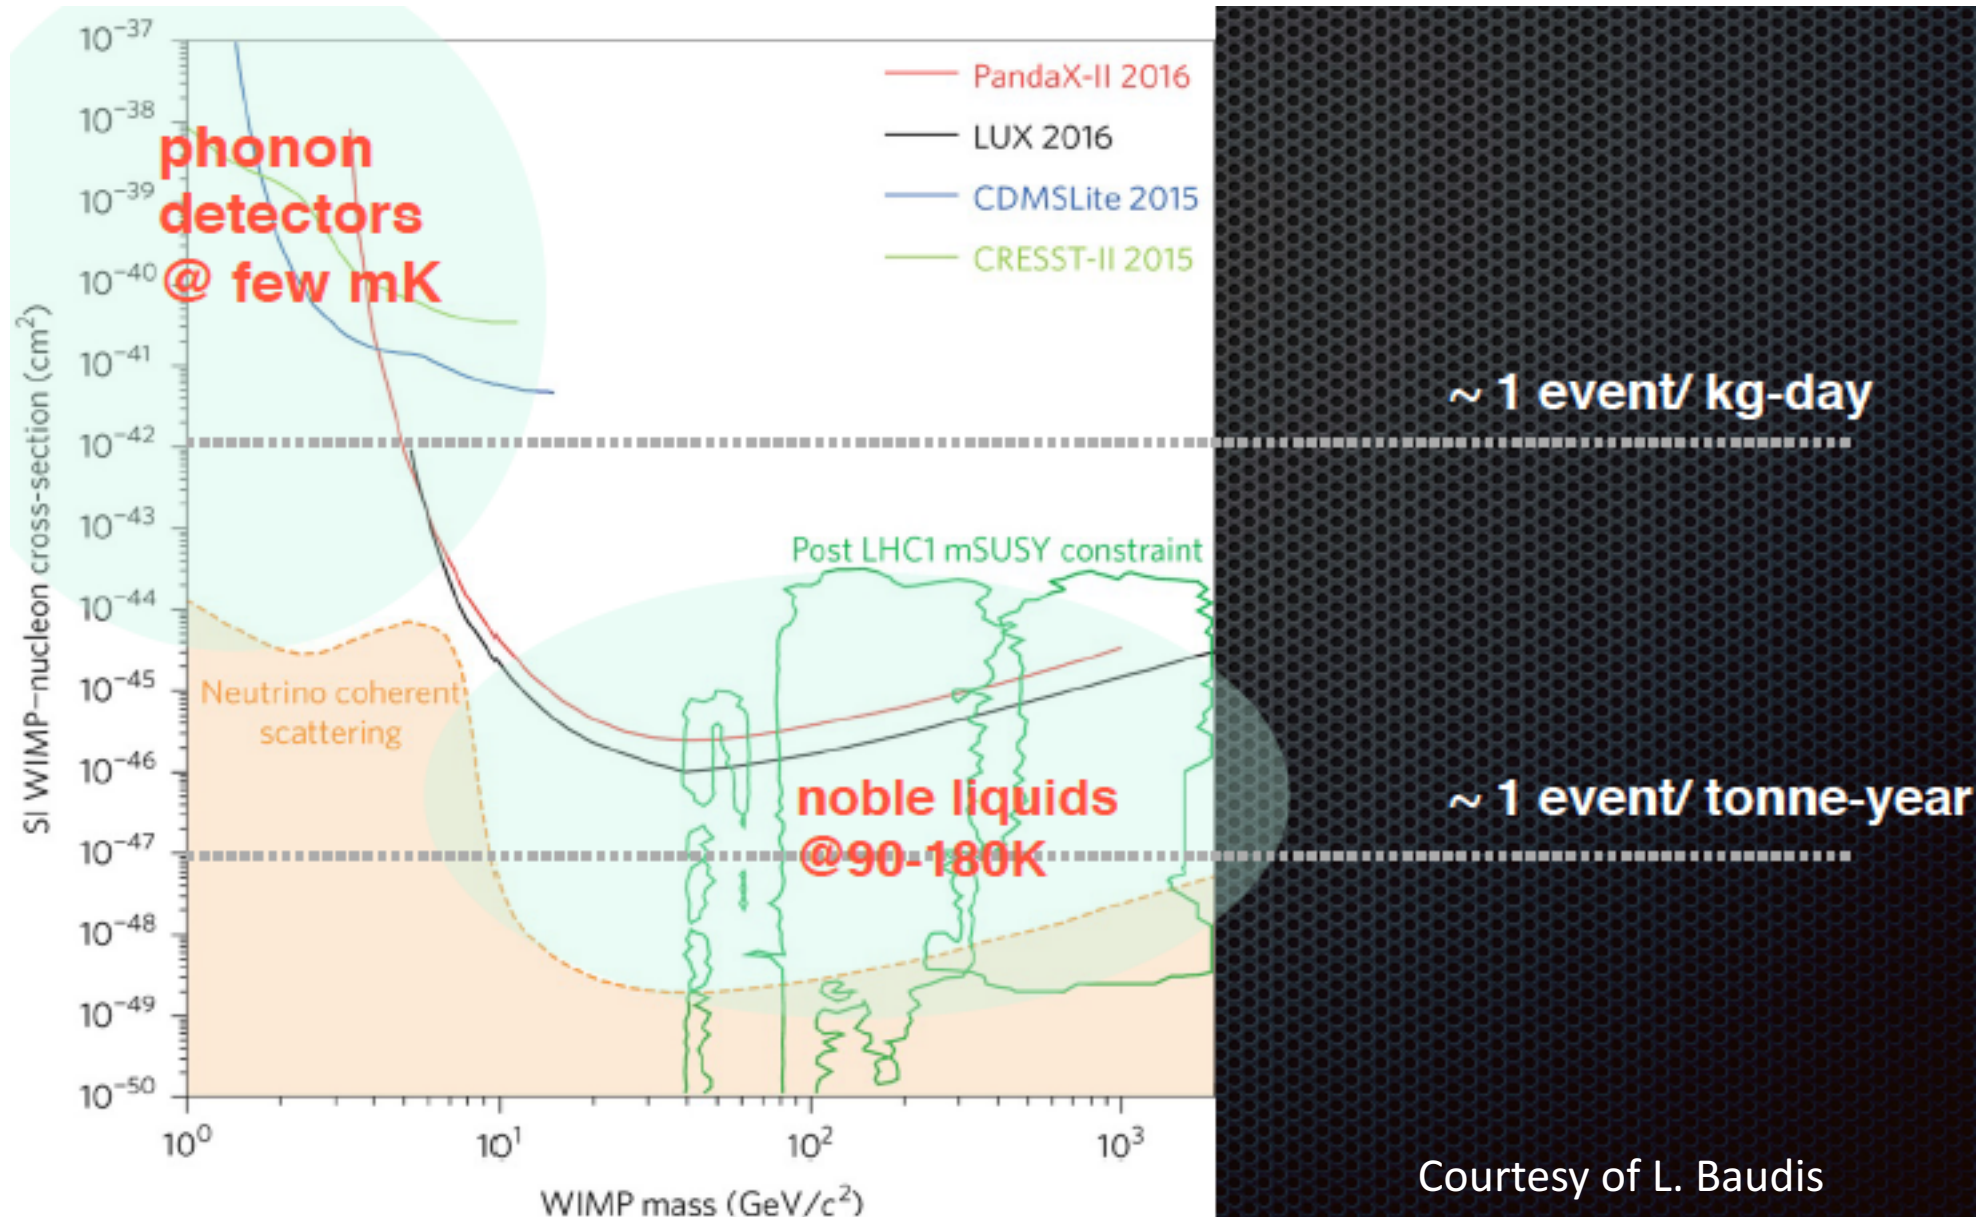 10⁻³⁷
10⁻³⁸
10⁻³⁹
10⁻⁴⁰
10⁻⁴¹
10⁻⁴²
10⁻⁴³
10⁻⁴⁴
10⁻⁴⁵
10⁻⁴⁶
10⁻⁴⁷
10⁻⁴⁸
10⁻⁴⁹
10⁻⁵⁰
SI WIMP–nucleon cross-section (cm²)
PandaX-II 2016
LUX 2016
CDMSLite 2015
CRESST-II 2015
phonon
detectors
@ few mK
~ 1 event/ kg-day
Post LHC1 mSUSY constraint
Neutrino coherent
scattering
noble liquids
@90-180K
~ 1 event/ tonne-year
10⁰ 10¹ 10² 10³
WIMP mass (GeV/c²)
Courtesy of L. Baudis